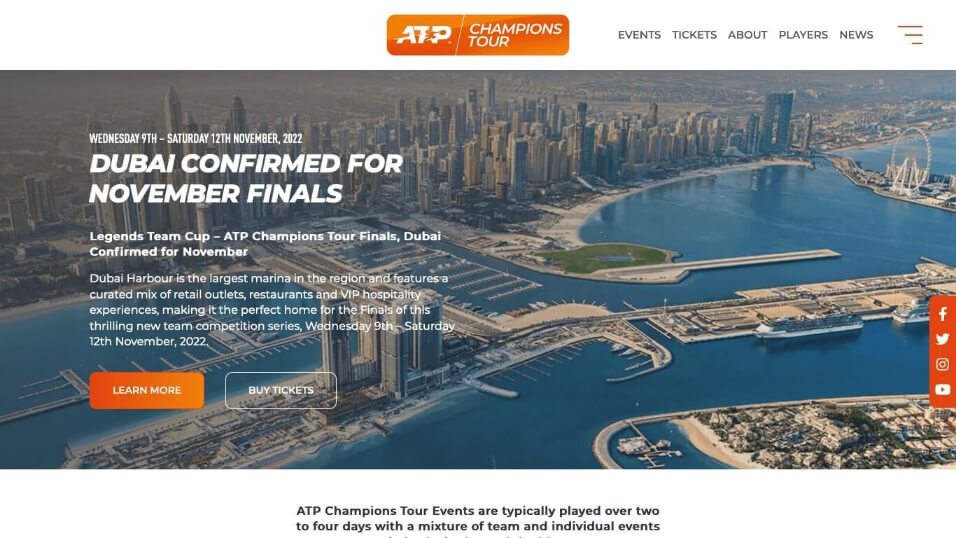 ATP CHAMPIONS
TOUR
EVENTS TICKETS ABOUT PLAYERS NEWS
WEDNESDAY 9TH – SATURDAY 12TH NOVEMBER, 2022
DUBAI CONFIRMED FOR
NOVEMBER FINALS
Legends Team Cup – ATP Champions Tour Finals, Dubai
Confirmed for November
Dubai Harbour is the largest marina in the region and features a
curated mix of retail outlets, restaurants and VIP hospitality
experiences, making it the perfect home for the Finals of this
thrilling new team competition series, Wednesday 9th – Saturday
12th November, 2022.
LEARN MORE BUY TICKETS
ATP Champions Tour Events are typically played over two
to four days with a mixture of team and individual events